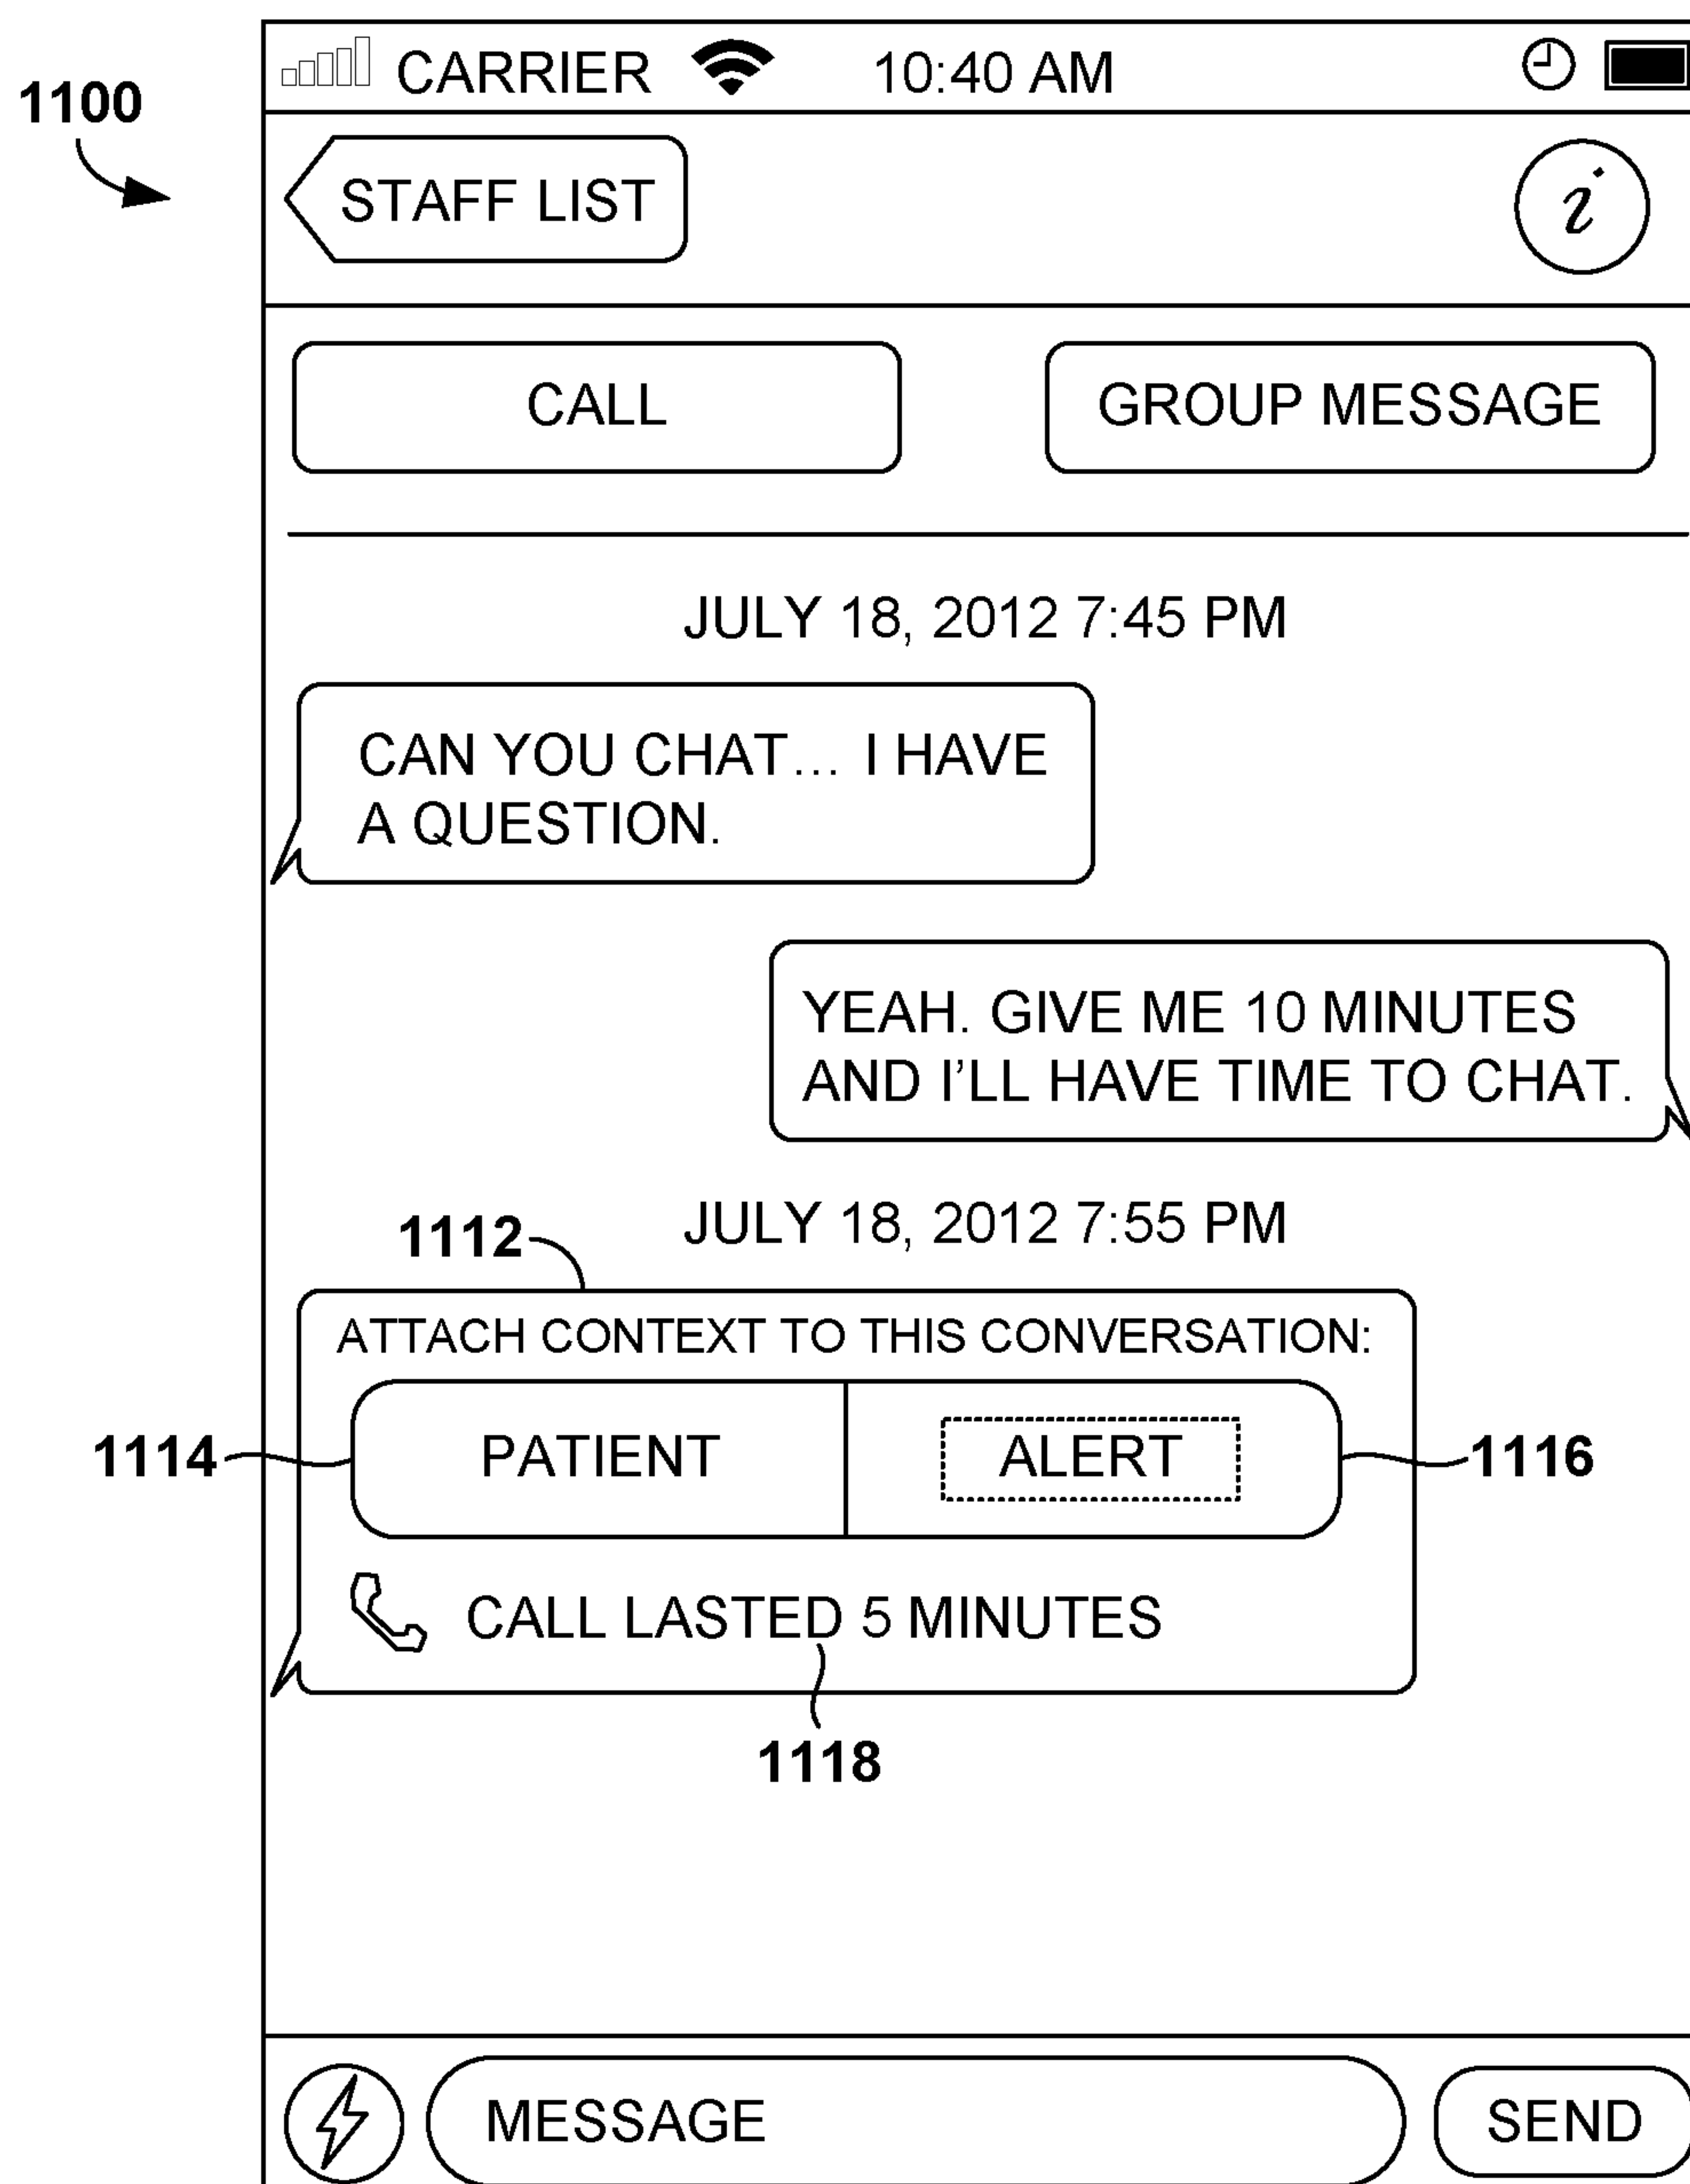 CARRIER 10:40 AM
1100
STAFF LIST i
CALL GROUP MESSAGE
JULY 18, 2012 7:45 PM
CAN YOU CHAT... I HAVE
A QUESTION.
YEAH. GIVE ME 10 MINUTES
AND I'LL HAVE TIME TO CHAT.
1112 JULY 18, 2012 7:55 PM
ATTACH CONTEXT TO THIS CONVERSATION:
1114 PATIENT ALERT 1116
CALL LASTED 5 MINUTES
1118
MESSAGE SEND